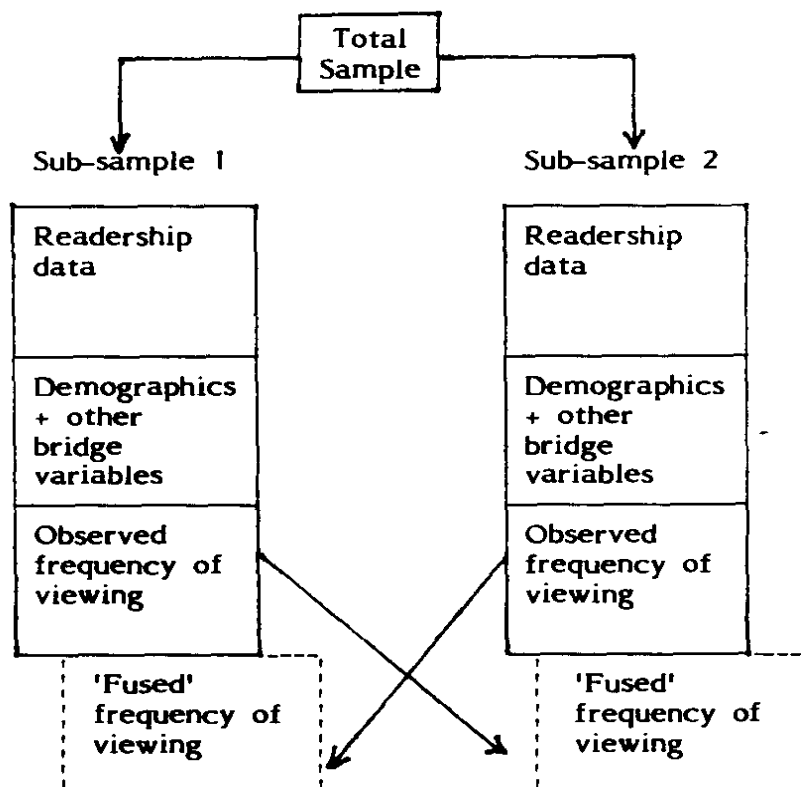 Total
Sample
Sub-sample 1
Readership
data
Demographics
+ other
bridge
variables
Observed
frequency of
viewing
'Fused'
frequency of
viewing
Sub-sample 2
Readership
data
Demographics
+ other
bridge
variables
Observed
frequency of
viewing
'Fused'
frequency of
viewing